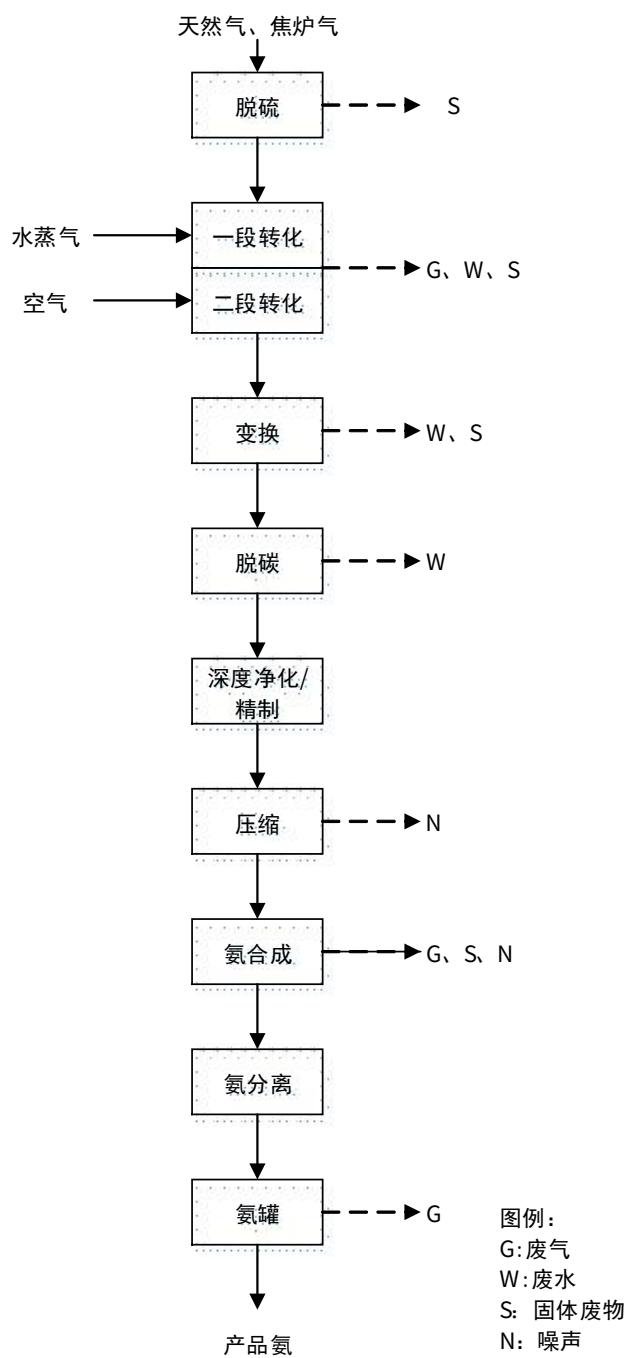 天然气、焦炉气
脱硫
S
水蒸气
一段转化
G、W、S
空气
二段转化
变换
W、S
脱碳
W
深度净化/
精制
压缩
N
氨合成
G、S、N
氨分离
氨罐
G
产品氨
图例：
G：废气
W：废水
S：固体废物
N：噪声